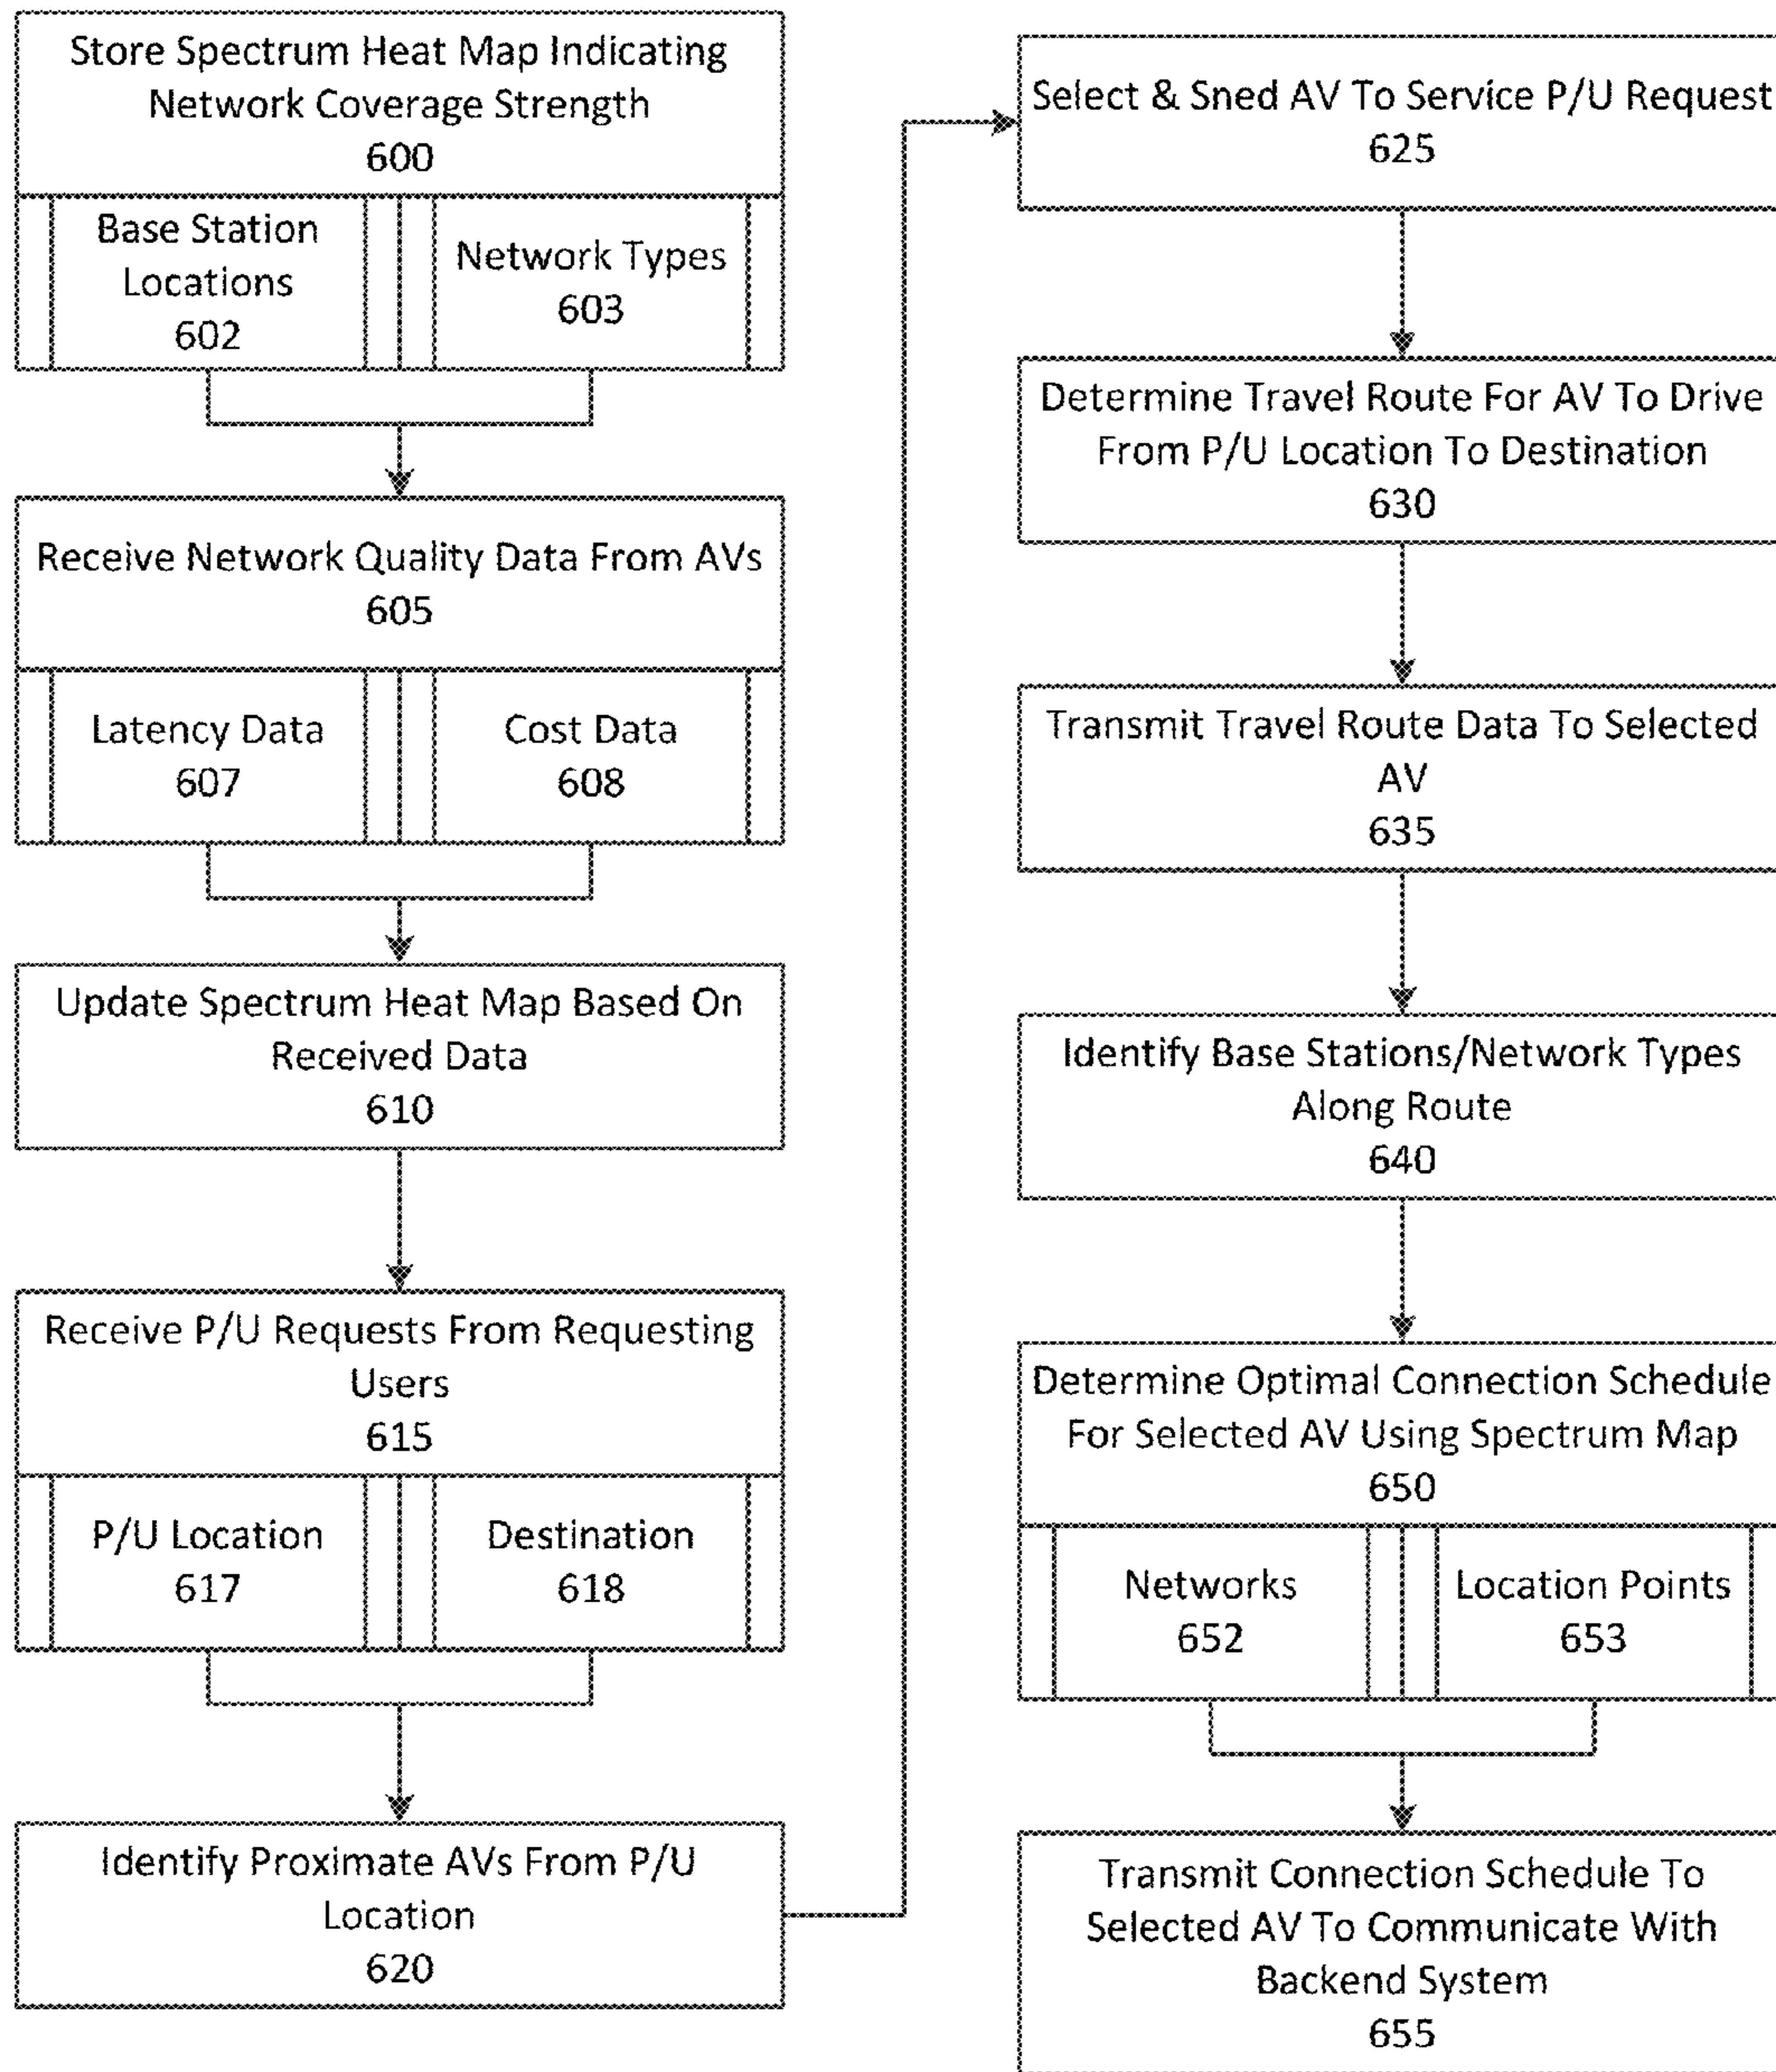 Store Spectrum Heat Map Indicating
Network Coverage Strength
600
Base Station
Locations
602
Network Types
603
Receive Network Quality Data From AVs
605
Latency Data
607
Cost Data
608
Update Spectrum Heat Map Based On
Received Data
610
Receive P/U Requests From Requesting
Users
615
P/U Location
617
Destination
618
Identify Proximate AVs From P/U
Location
620
Select & Sned AV To Service P/U Request
625
Determine Travel Route For AV To Drive
From P/U Location To Destination
630
Transmit Travel Route Data To Selected
AV
635
Identify Base Stations/Network Types
Along Route
640
Determine Optimal Connection Schedule
For Selected AV Using Spectrum Map
650
Networks
652
Location Points
653
Transmit Connection Schedule To
Selected AV To Communicate With
Backend System
655